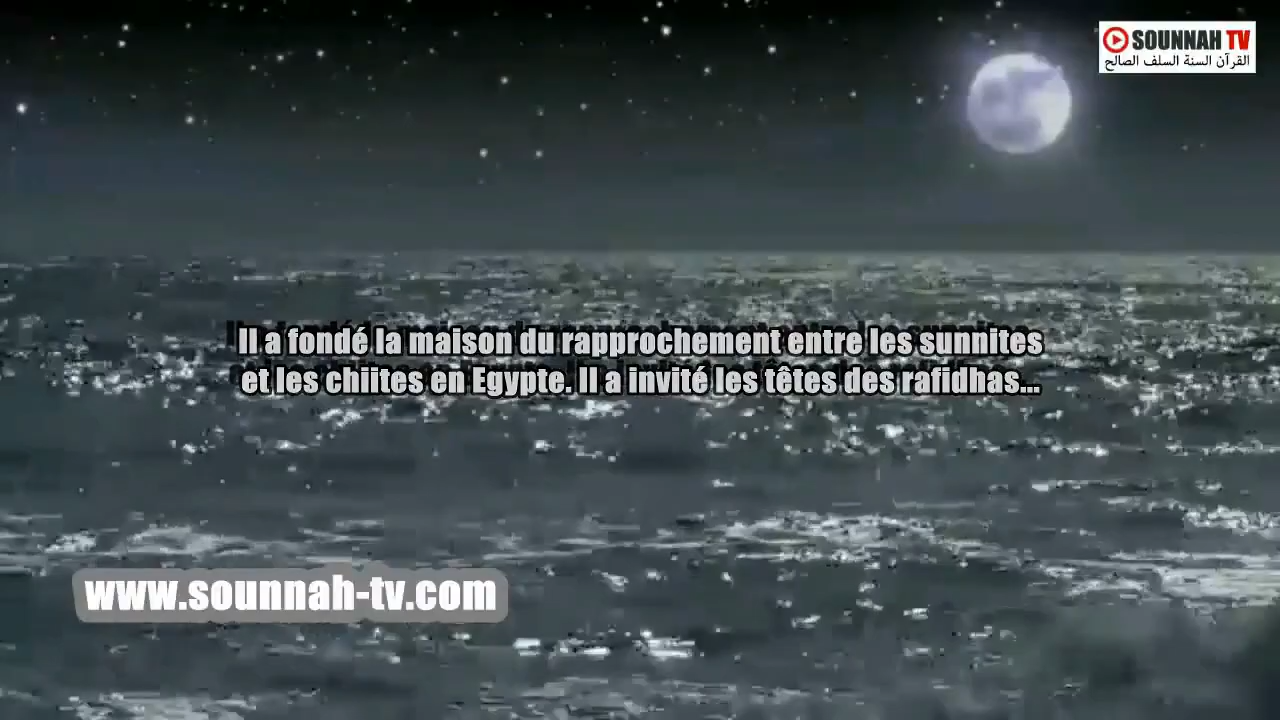 SOUNNAH TV
القرآن السنة السلف الصالح
Il a fondé la maison du rapprochement entre les sunnites
et les chiites en Egypte. Il a invité les têtes des rafidhas...
www.sounnah-tv.com